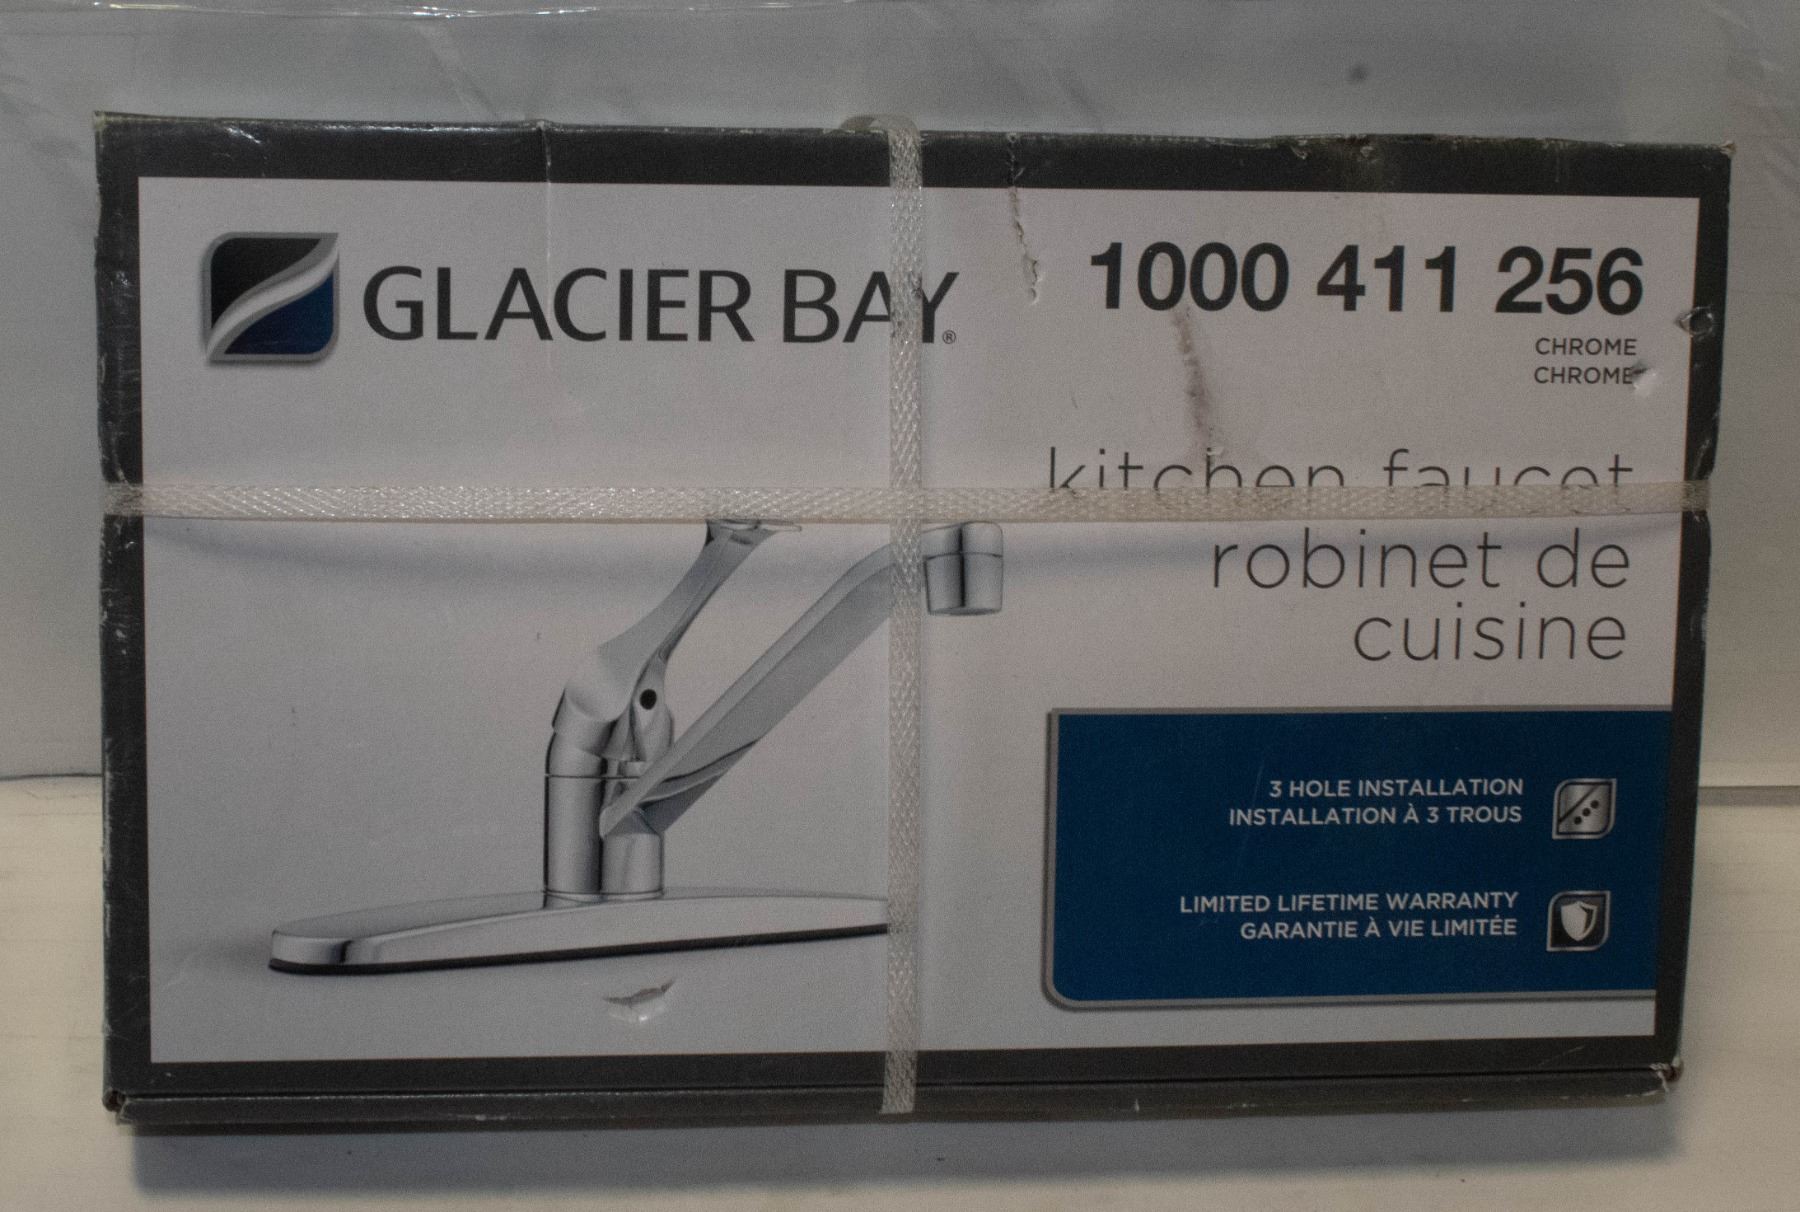 GLACIER BAY®
1000 411 256
CHROME
CHROME
kitchen faucet
robinet de
cuisine
3 HOLE INSTALLATION
INSTALLATION À 3 TROUS
LIMITED LIFETIME WARRANTY
GARANTIE À VIE LIMITÉE